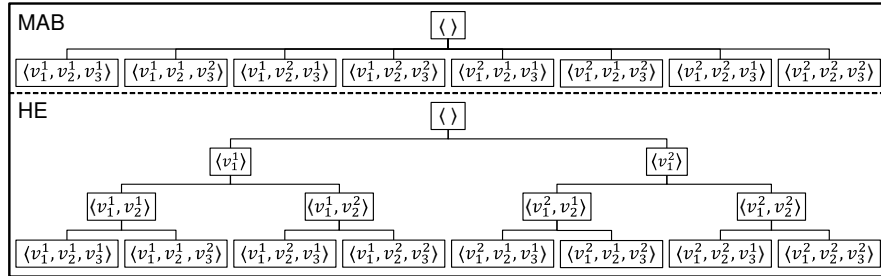 MAB
⟨ ⟩
⟨v₁¹, v₂¹, v₃¹⟩ ⟨v₁¹, v₂¹, v₃²⟩ ⟨v₁¹, v₂², v₃¹⟩ ⟨v₁¹, v₂², v₃²⟩ ⟨v₁², v₂¹, v₃¹⟩ ⟨v₁², v₂¹, v₃²⟩ ⟨v₁², v₂², v₃¹⟩ ⟨v₁², v₂², v₃²⟩
HE
⟨ ⟩
⟨v₁¹⟩ ⟨v₁²⟩
⟨v₁¹, v₂¹⟩ ⟨v₁¹, v₂²⟩ ⟨v₁², v₂¹⟩ ⟨v₁², v₂²⟩
⟨v₁¹, v₂¹, v₃¹⟩ ⟨v₁¹, v₂¹, v₃²⟩ ⟨v₁¹, v₂², v₃¹⟩ ⟨v₁¹, v₂², v₃²⟩ ⟨v₁², v₂¹, v₃¹⟩ ⟨v₁², v₂¹, v₃²⟩ ⟨v₁², v₂², v₃¹⟩ ⟨v₁², v₂², v₃²⟩